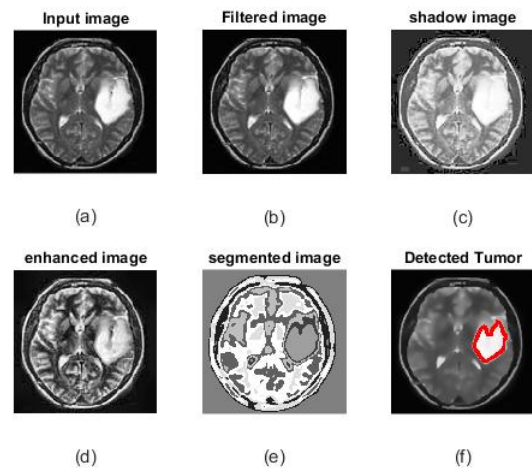 Input image
Filtered image
shadow image
(a)
(b)
(c)
enhanced image
segmented image
Detected Tumor
(d)
(e)
(f)